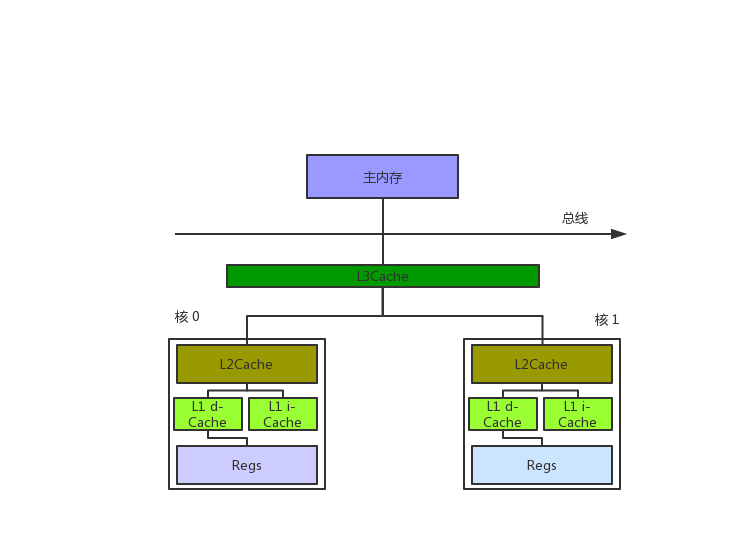 主内存
总线
L3Cache
核 0
核 1
L2Cache
L2Cache
L1 d-
Cache
L1 i-
Cache
L1 d-
Cache
L1 i-
Cache
Regs
Regs